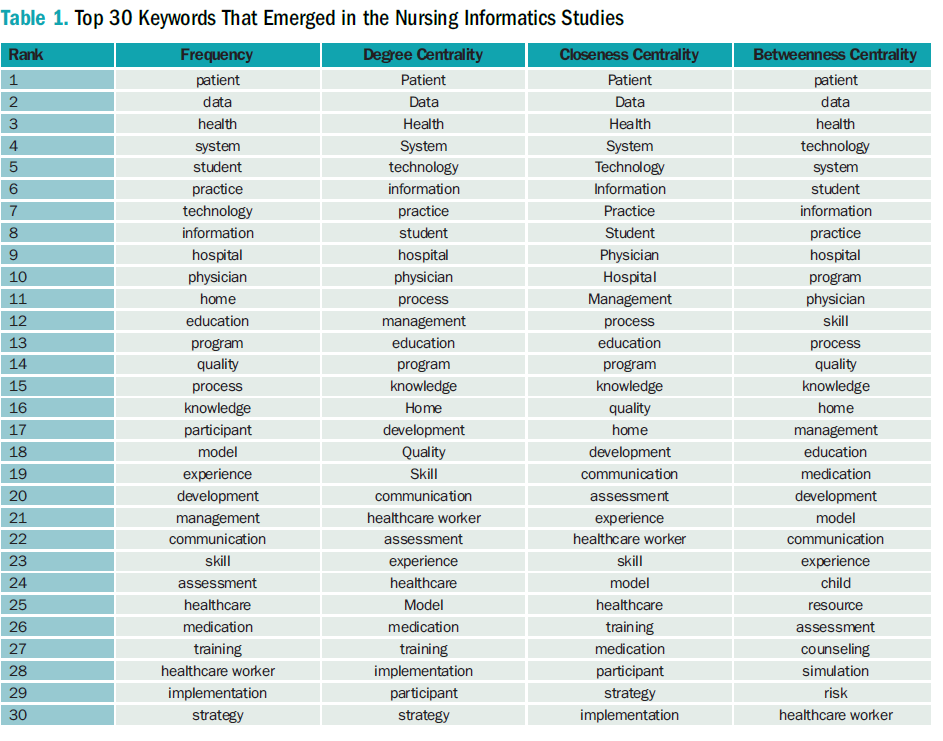 Table 1. Top 30 Keywords That Emerged in the Nursing Informatics Studies
Rank Frequency Degree Centrality Closeness Centrality Betweenness Centrality
1 patient Patient Patient patient
2 data Data Data data
3 health Health Health health
4 system System System technology
5 student technology Technology system
6 practice information Information student
7 technology practice Practice information
8 information student Student practice
9 hospital hospital Physician hospital
10 physician physician Hospital program
11 home process Management physician
12 education management process skill
13 program education education process
14 quality program program quality
15 process knowledge knowledge knowledge
16 knowledge Home quality home
17 participant development home management
18 model Quality development education
19 experience Skill communication medication
20 development communication assessment development
21 management healthcare worker experience model
22 communication assessment healthcare worker communication
23 skill experience skill experience
24 assessment healthcare model child
25 healthcare Model healthcare resource
26 medication medication training assessment
27 training training medication counseling
28 healthcare worker implementation participant simulation
29 implementation participant strategy risk
30 strategy strategy implementation healthcare worker